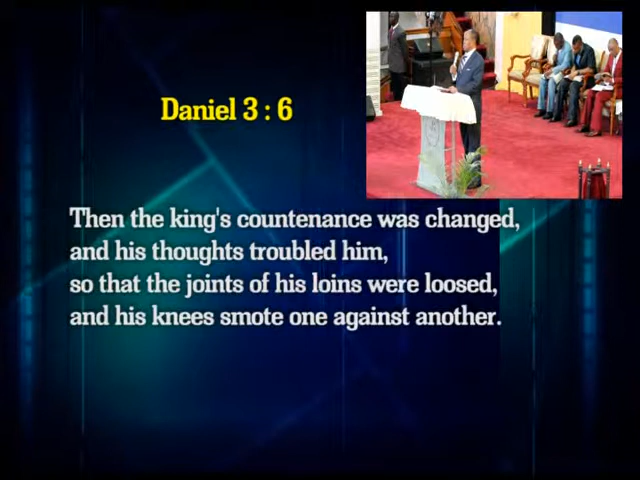 Daniel 3 : 6
Then the king's countenance was changed,
and his thoughts troubled him,
so that the joints of his loins were loosed,
and his knees smote one against another.